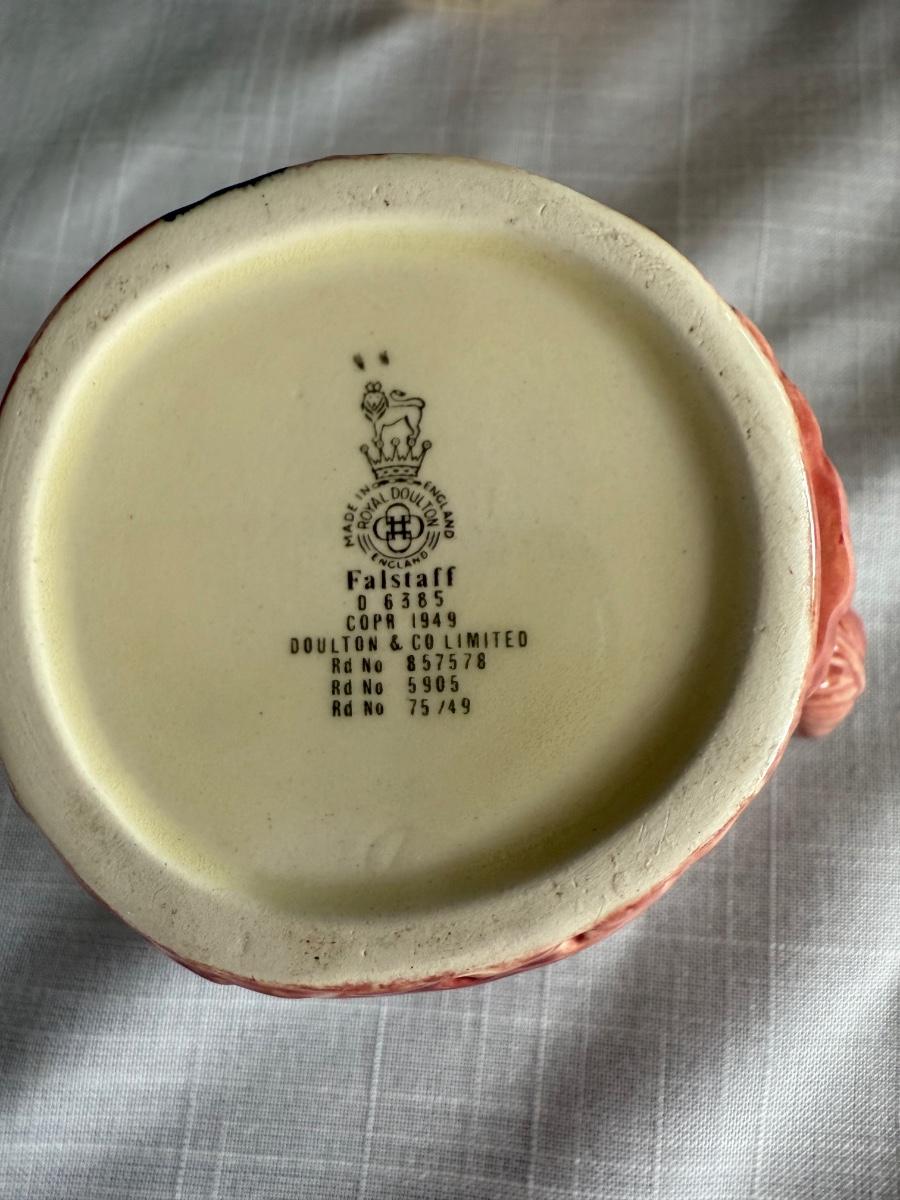 MADE IN ENGLAND
ROYAL DOULTON
ENGLAND
Falstaff
D 6385
COPR 1949
DOULTON & CO LIMITED
Rd No 857578
Rd No 5905
Rd No 75/49